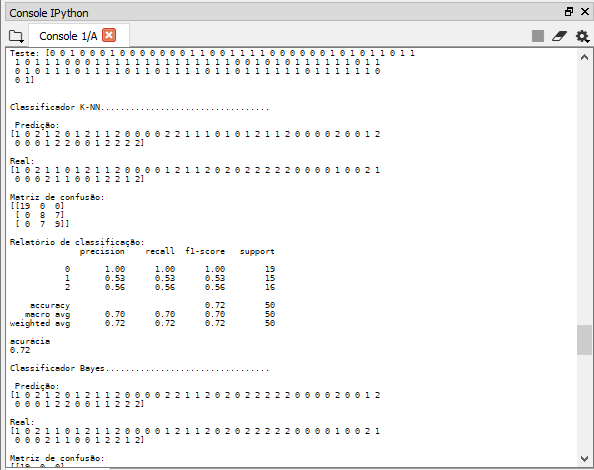 Console IPython
Console 1/A
Teste: [0 0 1 0 0 0 1 0 0 0 0 0 0 0 0 1 1 0 0 1 1 1 1 0 0 0 0 0 0 1 0 1 0 1 1 0 1 1
1 0 1 1 1 0 0 0 1 1 1 1 1 1 1 1 1 1 1 1 1 1 1 0 0 1 0 1 0 1 1 1 1 1 1 0 1 1
0 1 0 1 1 1 0 1 1 1 1 0 1 1 0 1 1 1 1 0 1 1 0 1 1 1 1 1 0 1 1 1 1 1 1 0
0 1]
Classificador K-NN.................................
Predição:
[1 0 2 1 2 0 1 2 1 1 2 0 0 0 0 2 2 1 1 1 0 1 0 1 2 1 1 2 0 0 0 0 2 0 0 1 2
0 0 0 1 2 2 0 0 1 2 2 2 2]
Real:
[1 0 2 1 1 0 1 2 1 1 2 0 0 0 0 1 2 1 1 2 0 2 0 2 2 2 2 2 0 0 0 0 1 0 0 2 1
0 0 0 2 1 1 0 0 1 2 2 1 2]
Matriz de confusão:
[[19 0 0]
[ 0 8 7]
[ 0 7 9]]
Relatório de classificação:
precision recall f1-score support
0 1.00 1.00 1.00 19
1 0.53 0.53 0.53 15
2 0.56 0.56 0.56 16
accuracy 0.72 50
macro avg 0.70 0.70 0.70 50
weighted avg 0.72 0.72 0.72 50
acurácia
0.72
Classificador Bayes................................
Predição:
[1 0 2 1 2 0 1 2 1 1 2 0 0 0 0 2 2 1 1 2 0 2 0 2 2 2 2 2 0 0 0 0 2 0 0 1 2
0 0 0 1 2 2 0 0 1 1 2 2 2]
Real:
[1 0 2 1 1 0 1 2 1 1 2 0 0 0 0 1 2 1 1 2 0 2 0 2 2 2 2 2 0 0 0 0 1 0 0 2 1
0 0 0 2 1 1 0 0 1 2 2 1 2]
Matriz de confusão:
[[19 0 0]